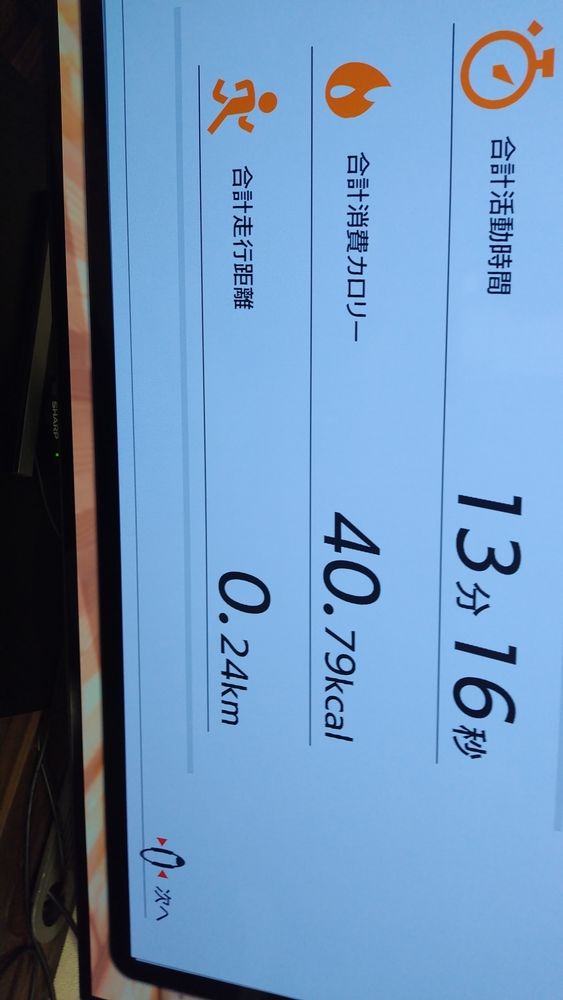 合計活動時間
13分16秒
合計消費カロリー
40.79kcal
合計走行距離
0.24km
次へ
SHARP